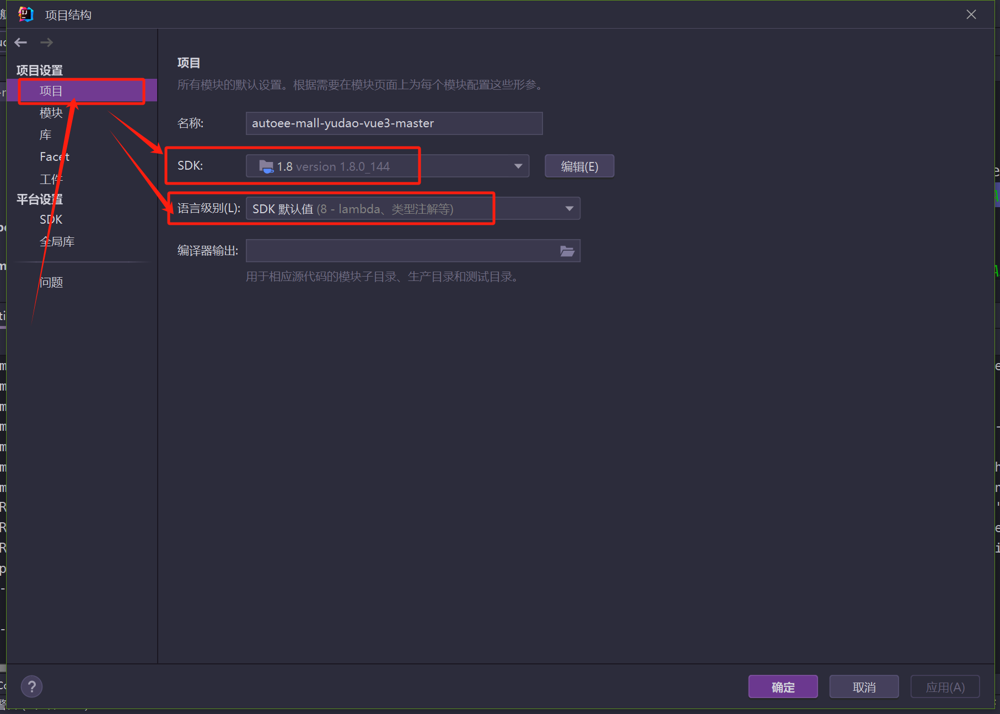 项目结构
项目设置
项目
模块
库
Facet
工件
平台设置
SDK
全局库
问题
项目
所有模块的默认设置。根据需要在模块页面上为每个模块配置这些形参。
名称: autoee-mall-yudao-vue3-master
SDK: 1.8 version 1.8.0_144 编辑(E)
语言级别(L): SDK 默认值 (8 - lambda、类型注解等)
编译器输出:
用于相应源代码的模块子目录、生产目录和测试目录。
? 确定 取消 应用(A)